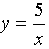 y = 5/x